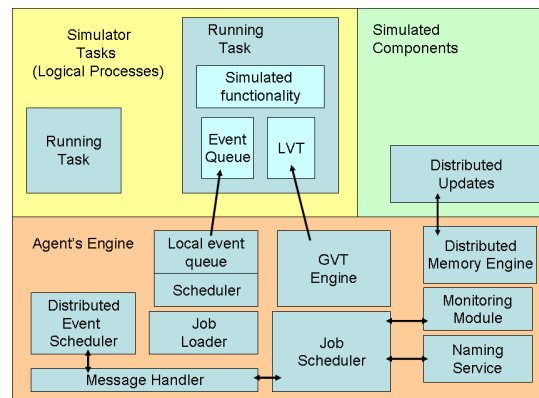 Simulator
Tasks
(Logical Processes)
Running
Task
Simulated
functionality
Event
Queue
LVT
Running
Task
Simulated
Components
Distributed
Updates
Agent's Engine
Local event
queue
Scheduler
GVT
Engine
Distributed
Memory Engine
Distributed
Event
Scheduler
Job
Loader
Job
Scheduler
Monitoring
Module
Naming
Service
Message Handler